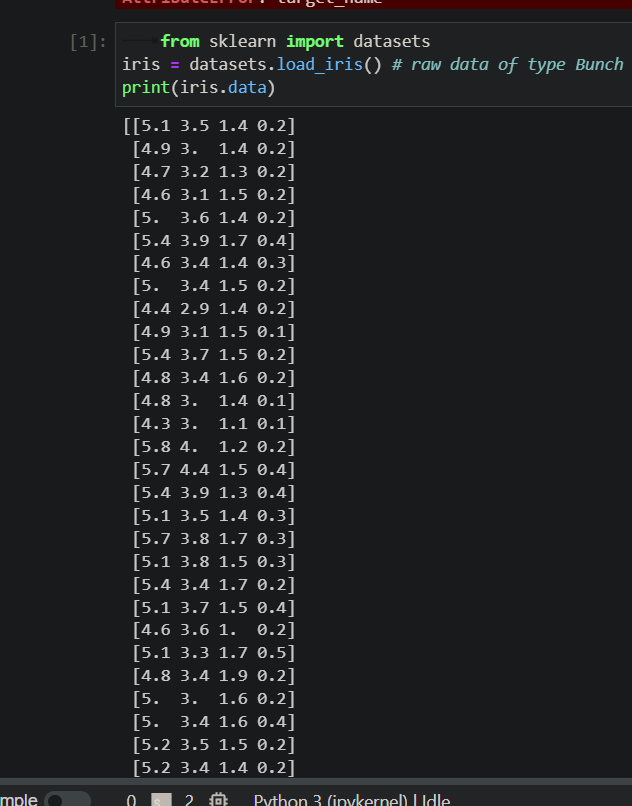 AttributeError: target_name
[1]: from sklearn import datasets
iris = datasets.load_iris() # raw data of type Bunch
print(iris.data)
[[5.1 3.5 1.4 0.2]
[4.9 3.  1.4 0.2]
[4.7 3.2 1.3 0.2]
[4.6 3.1 1.5 0.2]
[5.  3.6 1.4 0.2]
[5.4 3.9 1.7 0.4]
[4.6 3.4 1.4 0.3]
[5.  3.4 1.5 0.2]
[4.4 2.9 1.4 0.2]
[4.9 3.1 1.5 0.1]
[5.4 3.7 1.5 0.2]
[4.8 3.4 1.6 0.2]
[4.8 3.  1.4 0.1]
[4.3 3.  1.1 0.1]
[5.8 4.  1.2 0.2]
[5.7 4.4 1.5 0.4]
[5.4 3.9 1.3 0.4]
[5.1 3.5 1.4 0.3]
[5.7 3.8 1.7 0.3]
[5.1 3.8 1.5 0.3]
[5.4 3.4 1.7 0.2]
[5.1 3.7 1.5 0.4]
[4.6 3.6 1.  0.2]
[5.1 3.3 1.7 0.5]
[4.8 3.4 1.9 0.2]
[5.  3.  1.6 0.2]
[5.  3.4 1.6 0.4]
[5.2 3.5 1.5 0.2]
[5.2 3.4 1.4 0.2]
mple 0 s_ 2 Python 3 (ipykernel) | Idle